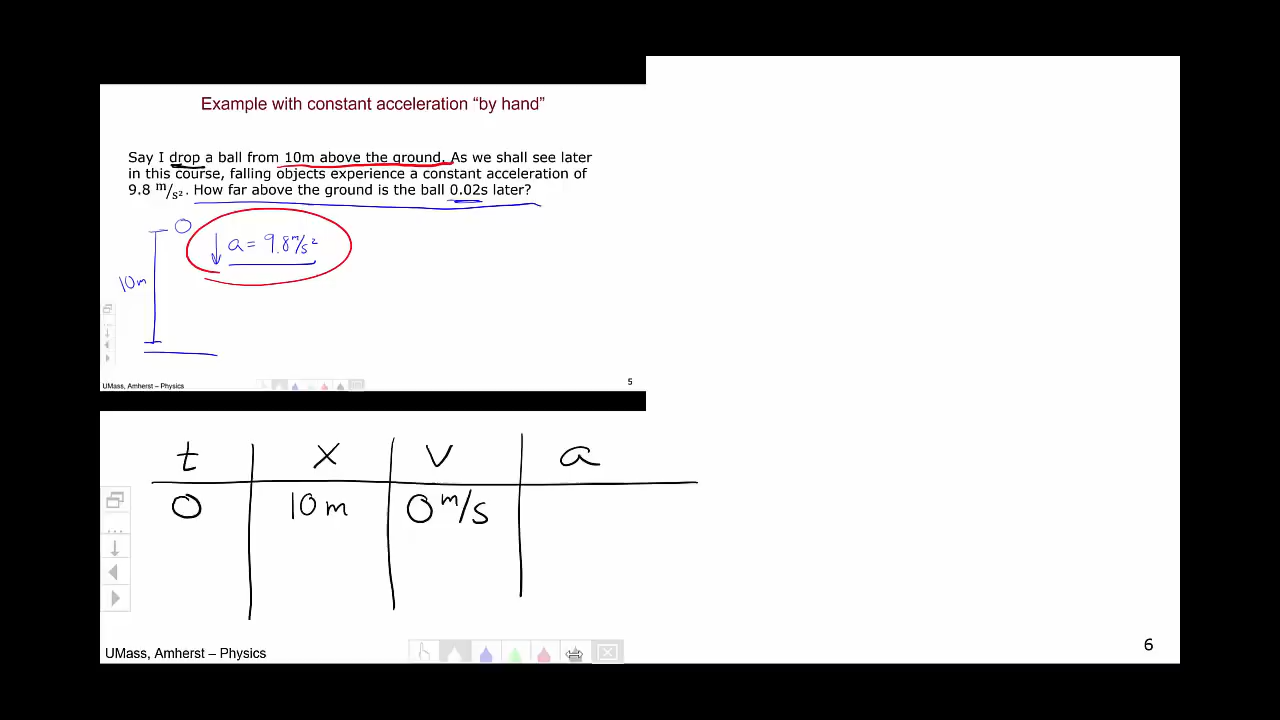 Example with constant acceleration “by hand”
Say I drop a ball from 10m above the ground. As we shall see later
in this course, falling objects experience a constant acceleration of
9.8 m/s². How far above the ground is the ball 0.02s later?
a = 9.8 m/s²
10m
UMass, Amherst – Physics
5
t x v a
0 10m 0 m/s
UMass, Amherst – Physics
6